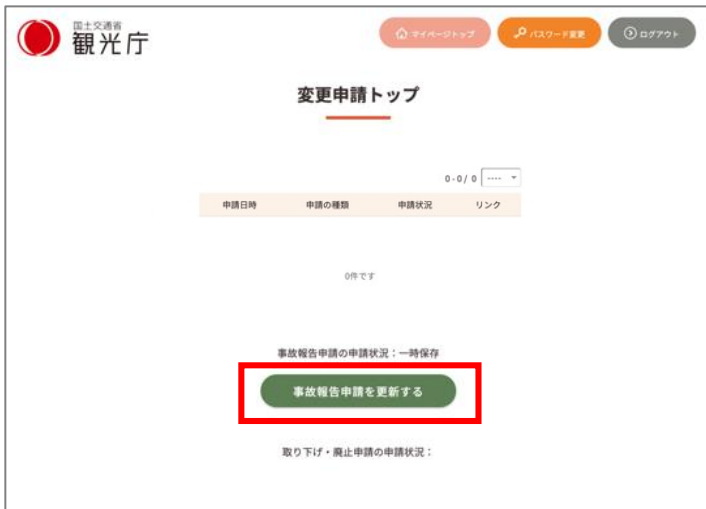 国土交通省
観光庁
マイページトップ
パスワード変更
ログアウト
変更申請トップ
0-0/ 0 ----
申請日時 申請の種類 申請状況 リンク
0件です
事故報告申請の申請状況：一時保存
事故報告申請を更新する
取り下げ・廃止申請の申請状況：